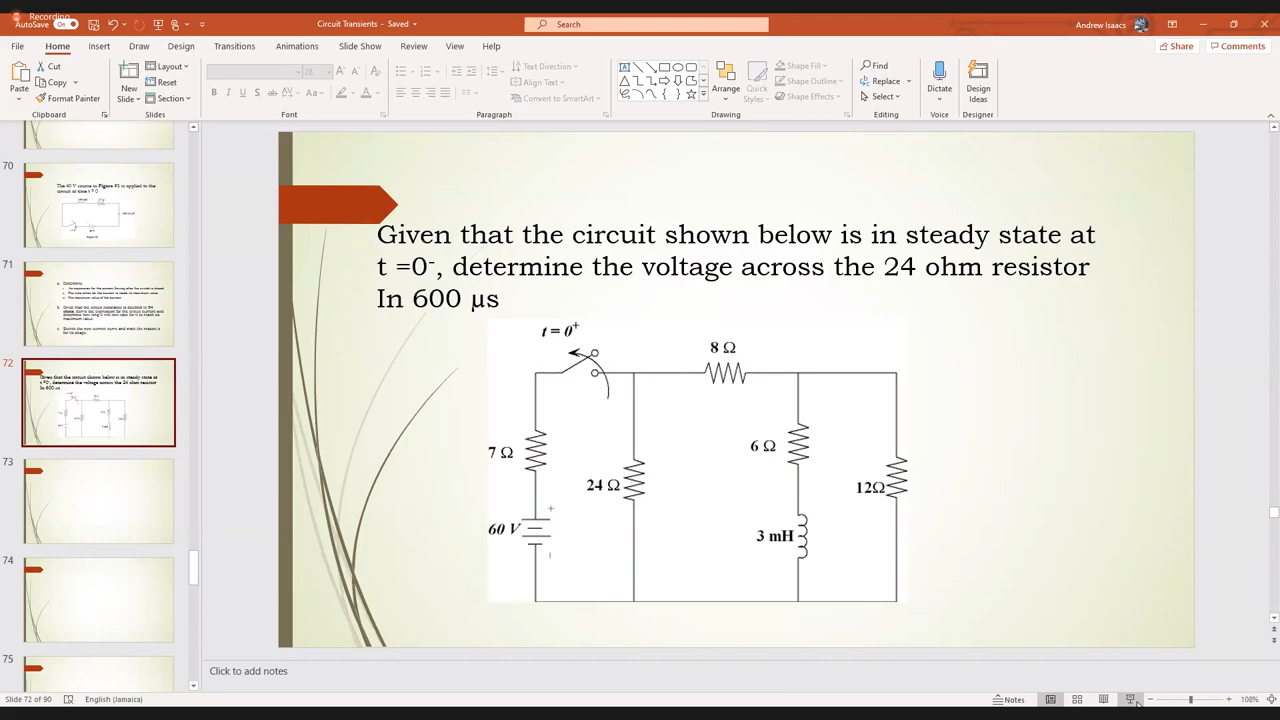 Recording
AutoSave On
Circuit Transients - Saved
Search
Andrew Isaacs
File Home Insert Draw Design Transitions Animations Slide Show Review View Help
Share Comments
Paste
Cut
Copy
Format Painter
Clipboard
New
Slide
Layout
Reset
Section
Slides
28
Font
Text Direction
Align Text
Convert to SmartArt
Paragraph
Arrange
Quick
Styles
Shape Fill
Shape Outline
Shape Effects
Drawing
Find
Replace
Select
Editing
Dictate
Voice
Design
Ideas
Designer
70
71
72
73
74
75
Given that the circuit shown below is in steady state at
t =0-, determine the voltage across the 24 ohm resistor
In 600 µs
t = 0+
8 Ω
7 Ω
24 Ω
6 Ω
12Ω
60 V
+
3 mH
Click to add notes
Slide 72 of 90
English (Jamaica)
Notes
108%